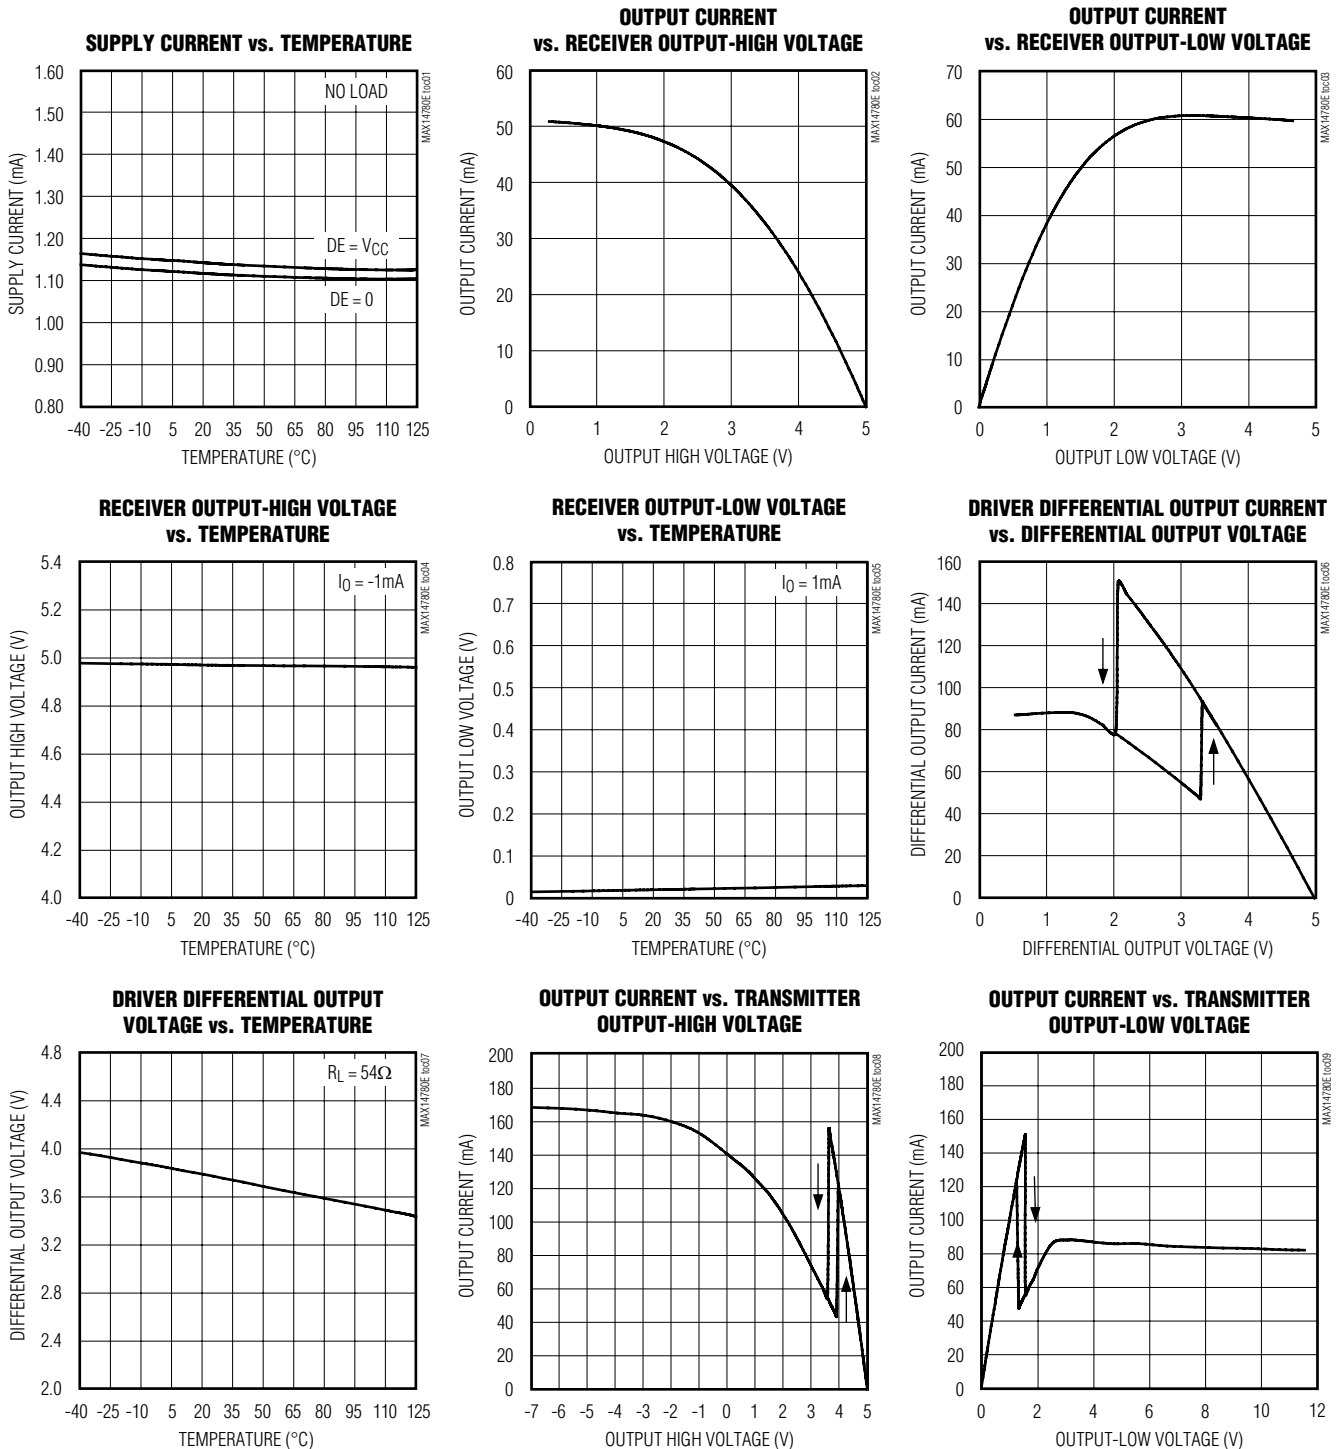 SUPPLY CURRENT vs. TEMPERATURE
1.60
1.50
1.40
1.30
1.20
1.10
1.00
0.90
0.80
SUPPLY CURRENT (mA)
NO LOAD
DE = VCC
DE = 0
MAX14780E toc01
-40 -25 -10 5 20 35 50 65 80 95 110 125
TEMPERATURE (°C)
OUTPUT CURRENT
vs. RECEIVER OUTPUT-HIGH VOLTAGE
60
50
40
30
20
10
0
OUTPUT CURRENT (mA)
MAX14780E toc02
0 1 2 3 4 5
OUTPUT HIGH VOLTAGE (V)
OUTPUT CURRENT
vs. RECEIVER OUTPUT-LOW VOLTAGE
70
60
50
40
30
20
10
0
OUTPUT CURRENT (mA)
MAX14780E toc03
0 1 2 3 4 5
OUTPUT LOW VOLTAGE (V)
RECEIVER OUTPUT-HIGH VOLTAGE
vs. TEMPERATURE
5.4
5.2
5.0
4.8
4.6
4.4
4.2
4.0
OUTPUT HIGH VOLTAGE (V)
IO = -1mA
MAX14780E toc04
-40 -25 -10 5 20 35 50 65 80 95 110 125
TEMPERATURE (°C)
RECEIVER OUTPUT-LOW VOLTAGE
vs. TEMPERATURE
0.8
0.7
0.6
0.5
0.4
0.3
0.2
0.1
0
OUTPUT LOW VOLTAGE (V)
IO = 1mA
MAX14780E toc05
-40 -25 -10 5 20 35 50 65 80 95 110 125
TEMPERATURE (°C)
DRIVER DIFFERENTIAL OUTPUT CURRENT
vs. DIFFERENTIAL OUTPUT VOLTAGE
160
140
120
100
80
60
40
20
0
DIFFERENTIAL OUTPUT CURRENT (mA)
MAX14780E toc06
0 1 2 3 4 5
DIFFERENTIAL OUTPUT VOLTAGE (V)
DRIVER DIFFERENTIAL OUTPUT
VOLTAGE vs. TEMPERATURE
4.8
4.4
4.0
3.6
3.2
2.8
2.4
2.0
DIFFERENTIAL OUTPUT VOLTAGE (V)
RL = 54Ω
MAX14780E toc07
-40 -25 -10 5 20 35 50 65 80 95 110 125
TEMPERATURE (°C)
OUTPUT CURRENT vs. TRANSMITTER
OUTPUT-HIGH VOLTAGE
200
180
160
140
120
100
80
60
40
20
0
OUTPUT CURRENT (mA)
MAX14780E toc08
-7 -6 -5 -4 -3 -2 -1 0 1 2 3 4 5
OUTPUT HIGH VOLTAGE (V)
OUTPUT CURRENT vs. TRANSMITTER
OUTPUT-LOW VOLTAGE
200
180
160
140
120
100
80
60
40
20
0
OUTPUT CURRENT (mA)
MAX14780E toc09
0 2 4 6 8 10 12
OUTPUT-LOW VOLTAGE (V)